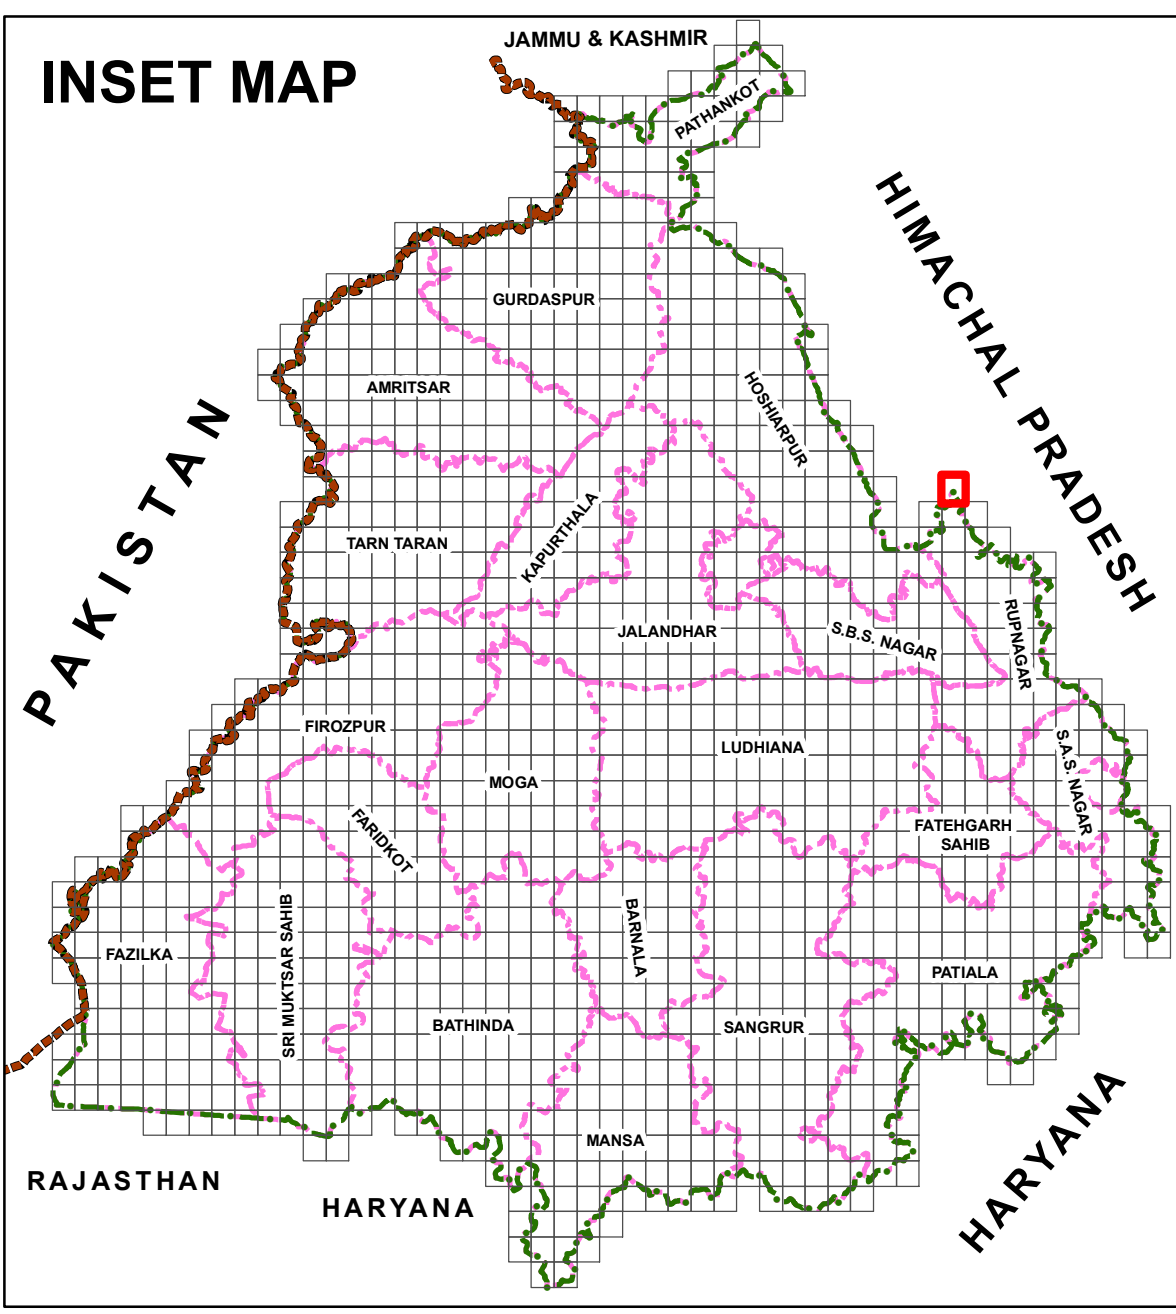 JAMMU & KASHMIR
INSET MAP
PATHANKOT
HIMACHAL PRADESH
GURDASPUR
AMRITSAR
HOSHIARPUR
PAKISTAN
KAPURTHALA
TARN TARAN
JALANDHAR
S.B.S. NAGAR
RUPNAGAR
FIROZPUR
LUDHIANA
S.A.S. NAGAR
MOGA
FARIDKOT
FATEHGARH
SAHIB
BARNALA
SRI MUKTSAR SAHIB
FAZILKA
PATIALA
BATHINDA
SANGRUR
MANSA
HARYANA
RAJASTHAN
HARYANA